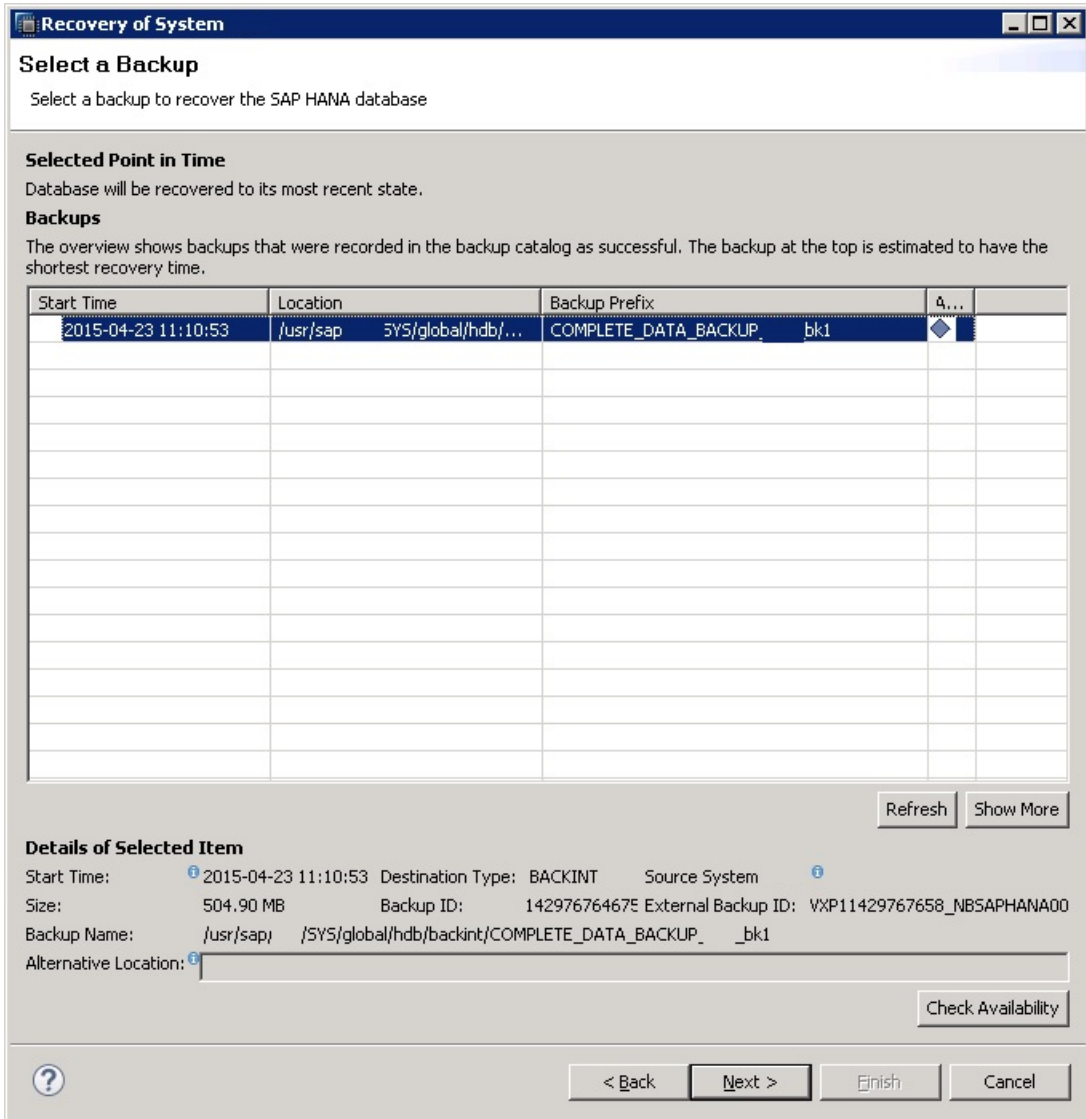 Recovery of System
Select a Backup
Select a backup to recover the SAP HANA database
Selected Point in Time
Database will be recovered to its most recent state.
Backups
The overview shows backups that were recorded in the backup catalog as successful. The backup at the top is estimated to have the
shortest recovery time.
Start Time Location Backup Prefix A...
2015-04-23 11:10:53 /usr/sap SYS/global/hdb/... COMPLETE_DATA_BACKUP_ bk1
Refresh Show More
Details of Selected Item
Start Time: 2015-04-23 11:10:53 Destination Type: BACKINT Source System
Size: 504.90 MB Backup ID: 142976764675 External Backup ID: VXP11429767658_NBSAPHANA00
Backup Name: /usr/sap/ /SYS/global/hdb/backint/COMPLETE_DATA_BACKUP_ _bk1
Alternative Location:
Check Availability
? < Back Next > Finish Cancel